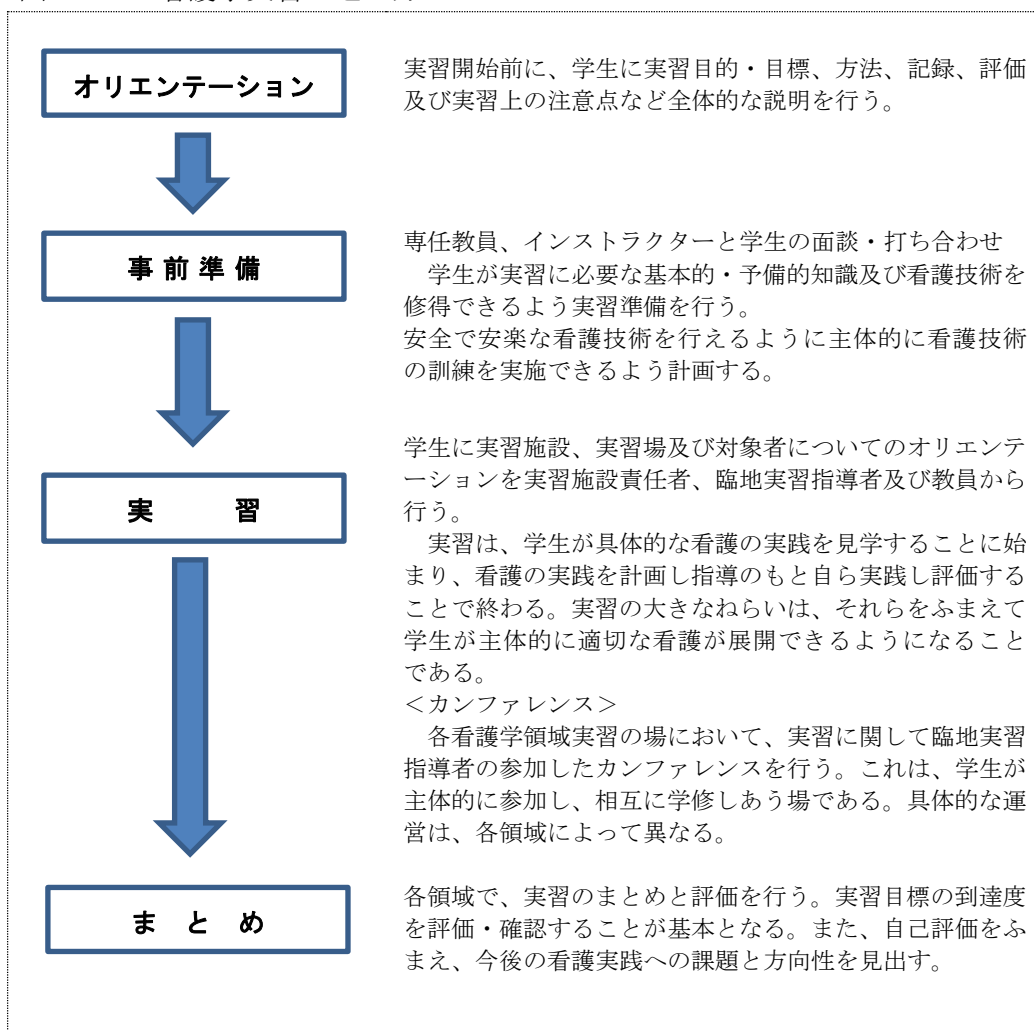 オリエンテーション
実習開始前に、学生に実習目的・目標、方法、記録、評価
及び実習上の注意点など全体的な説明を行う。
事前準備
専任教員、インストラクターと学生の面談・打ち合わせ
　学生が実習に必要な基本的・予備的知識及び看護技術を
修得できるよう実習準備を行う。
安全で安楽な看護技術を行えるように主体的に看護技術
の訓練を実施できるよう計画する。
実　　習
学生に実習施設、実習場及び対象者についてのオリエンテ
ーションを実習施設責任者、臨地実習指導者及び教員から
行う。
　実習は、学生が具体的な看護の実践を見学することに始
まり、看護の実践を計画し指導のもと自ら実践し評価する
ことで終わる。実習の大きなねらいは、それらをふまえて
学生が主体的に適切な看護が展開できるようになること
である。
＜カンファレンス＞
　各看護学領域実習の場において、実習に関して臨地実習
指導者の参加したカンファレンスを行う。これは、学生が
主体的に参加し、相互に学修しあう場である。具体的な運
営は、各領域によって異なる。
ま　と　め
各領域で、実習のまとめと評価を行う。実習目標の到達度
を評価・確認することが基本となる。また、自己評価をふ
まえ、今後の看護実践への課題と方向性を見出す。